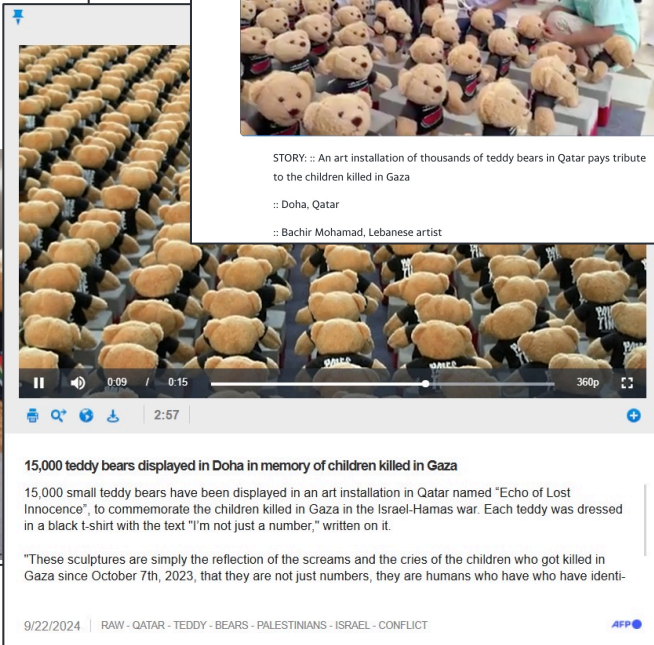 STORY: :: An art installation of thousands of teddy bears in Qatar pays tribute
to the children killed in Gaza
:: Doha, Qatar
:: Bachir Mohamad, Lebanese artist
0:09 / 0:15
360p
2:57
15,000 teddy bears displayed in Doha in memory of children killed in Gaza
15,000 small teddy bears have been displayed in an art installation in Qatar named “Echo of Lost
Innocence”, to commemorate the children killed in Gaza in the Israel-Hamas war. Each teddy was dressed
in a black t-shirt with the text "I'm not just a number," written on it.
"These sculptures are simply the reflection of the screams and the cries of the children who got killed in
Gaza since October 7th, 2023, that they are not just numbers, they are humans who have who have identi-
9/22/2024 RAW - QATAR - TEDDY - BEARS - PALESTINIANS - ISRAEL - CONFLICT
AFP